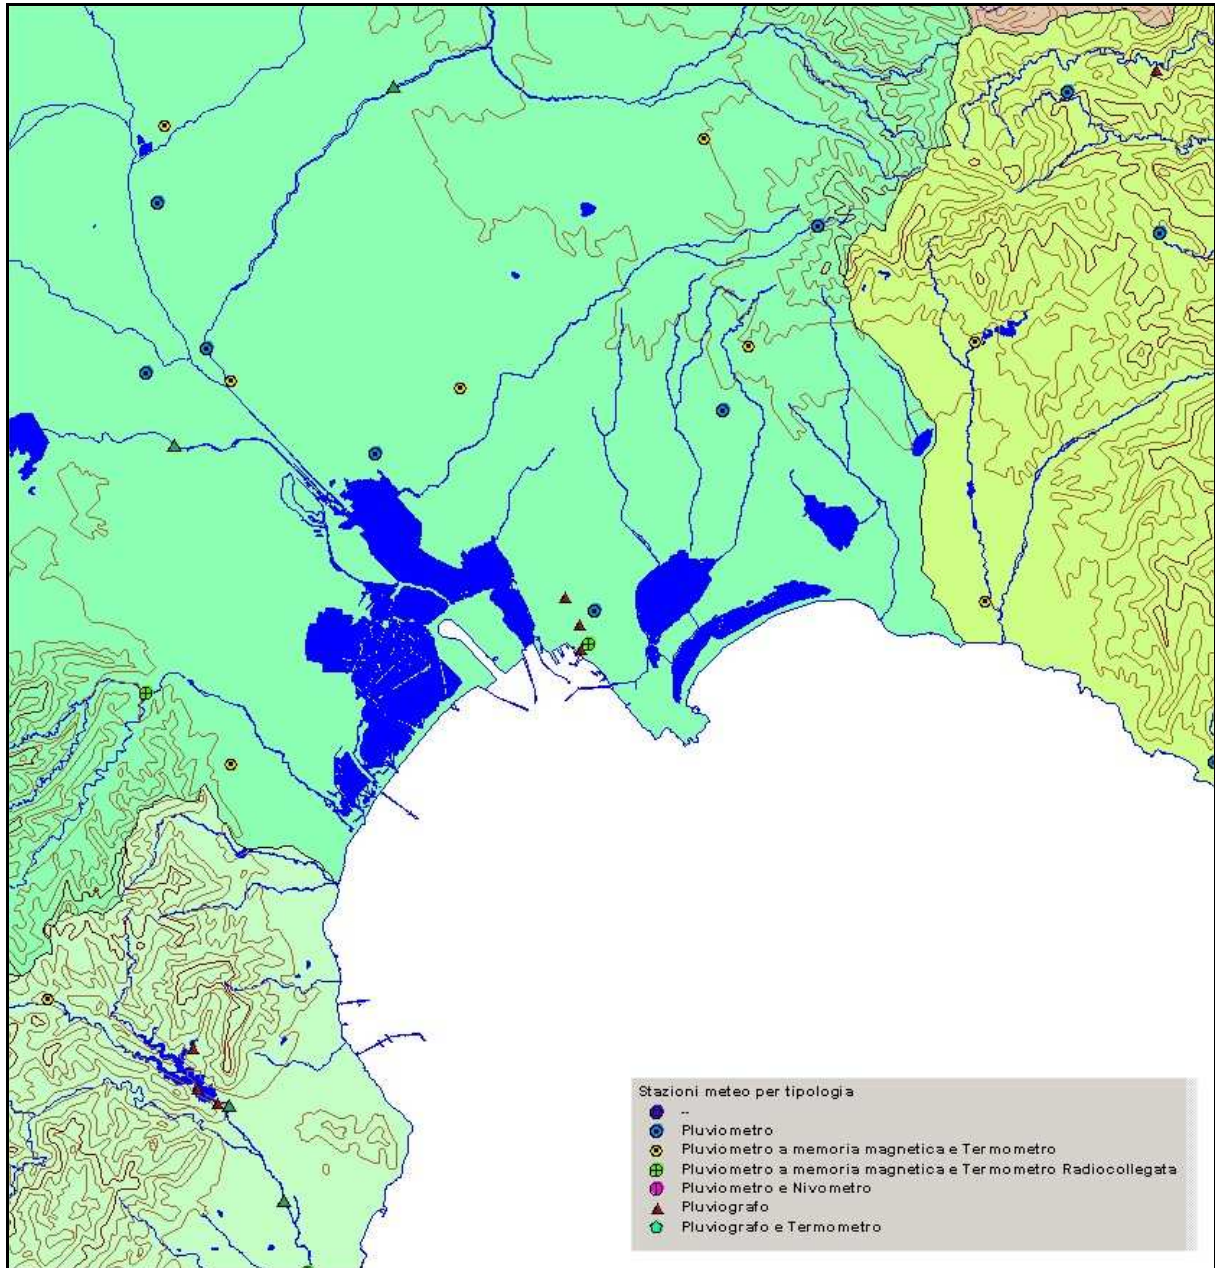 Stazioni meteo per tipologia
--
Pluviometro
Pluviometro a memoria magnetica e Termometro
Pluviometro a memoria magnetica e Termometro Radiocollegata
Pluviometro e Nivometro
Pluviografo
Pluviografo e Termometro